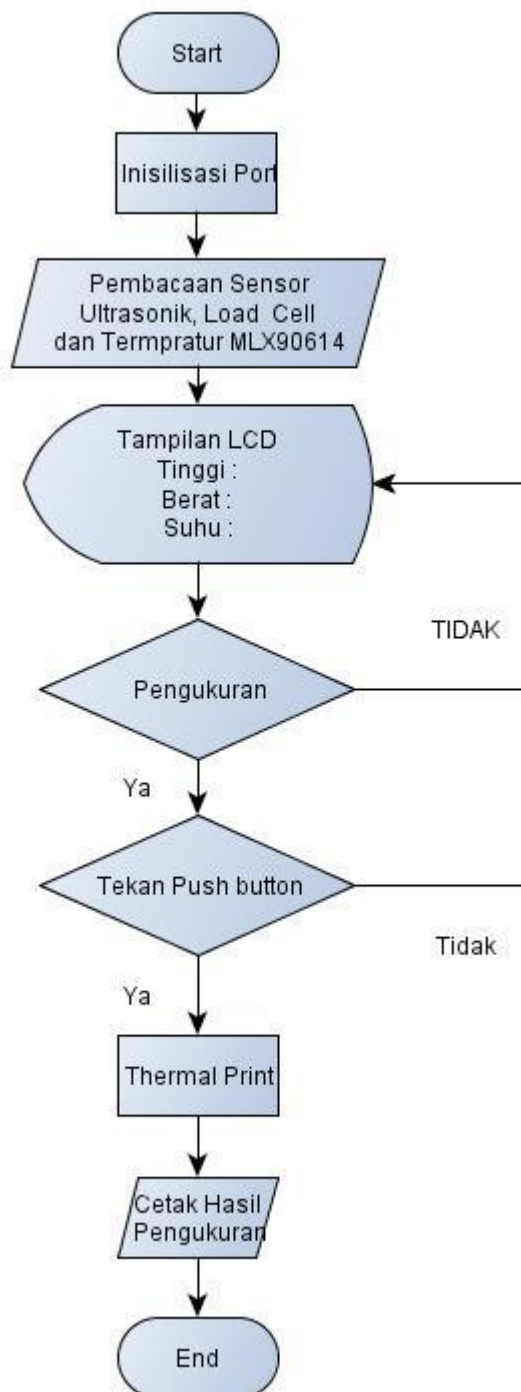 Start
Inisilisasi Port
Pembacaan Sensor
Ultrasonik, Load Cell
dan Termpratur MLX90614
Tampilan LCD
Tinggi :
Berat :
Suhu :
TIDAK
Pengukuran
Ya
Tekan Push button
Tidak
Ya
Thermal Print
Cetak Hasil
Pengukuran
End